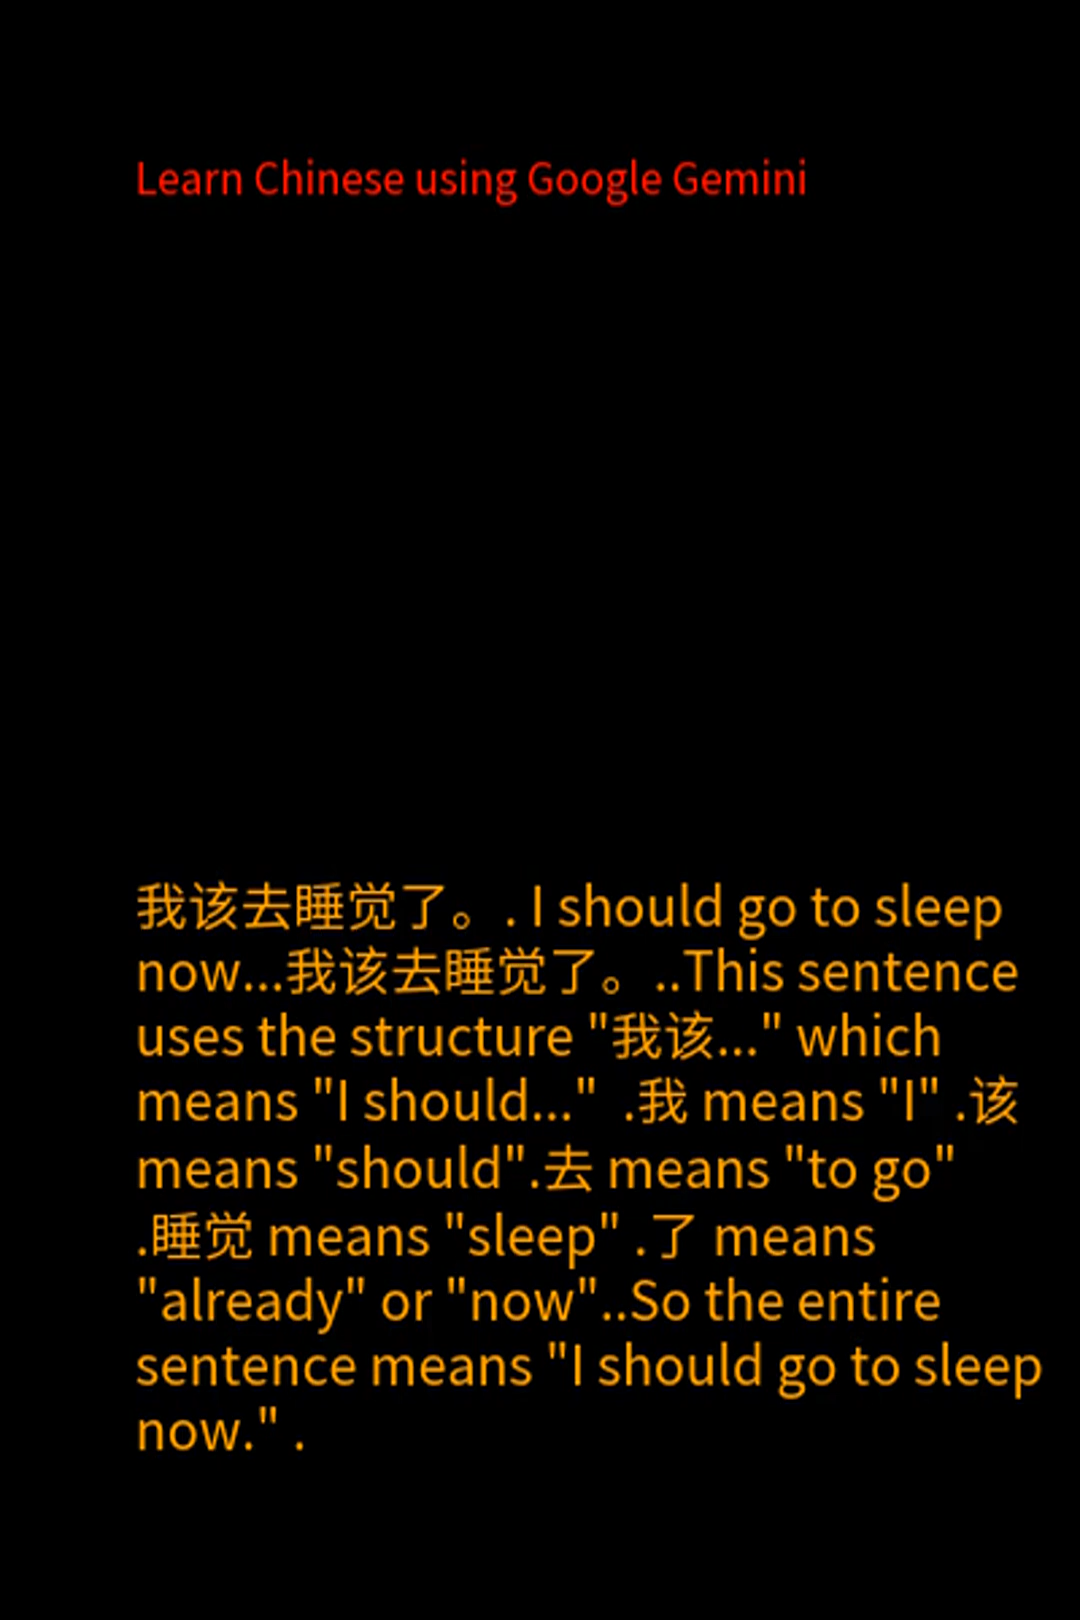 Learn Chinese using Google Gemini
我该去睡觉了。. I should go to sleep
now...我该去睡觉了。..This sentence
uses the structure "我该..." which
means "I should..."  .我 means "I" .该
means "should".去 means "to go"
.睡觉 means "sleep" .了 means
"already" or "now"..So the entire
sentence means "I should go to sleep
now." .